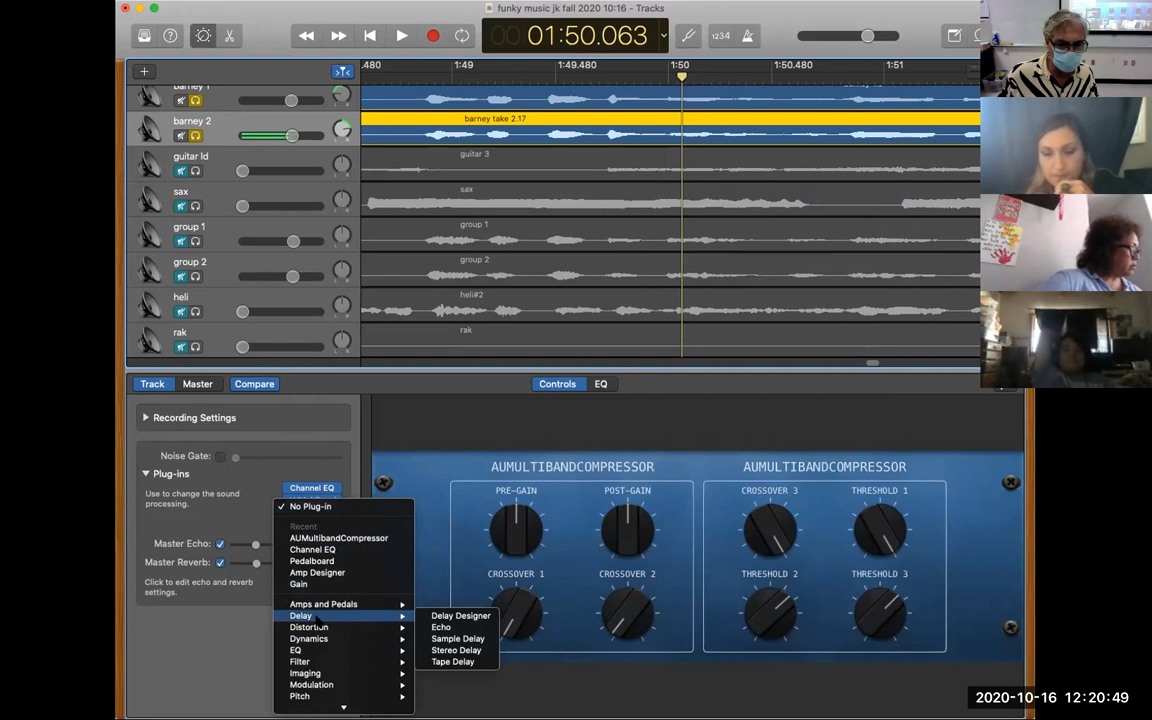 funky music jk fall 2020 10:16 - Tracks
00 01:50.063
1234
.480 1:49 1:49.480 1:50 1:50.480 1:51
barney 1
barney 2
barney take 2.17
guitar ld
guitar 3
sax
sax
group 1
group 1
group 2
group 2
heli
heli#2
rak
rak
Track Master Compare Controls EQ
Recording Settings
Noise Gate:
Plug-ins
Use to change the sound processing.
Channel EQ
Master Echo:
Master Reverb:
Click to edit echo and reverb settings.
✓ No Plug-in
Recent
AUMultibandCompressor
Channel EQ
Pedalboard
Amp Designer
Gain
Amps and Pedals
Delay
Distortion
Dynamics
EQ
Filter
Imaging
Modulation
Pitch
Delay Designer
Echo
Sample Delay
Stereo Delay
Tape Delay
AUMULTIBANDCOMPRESSOR AUMULTIBANDCOMPRESSOR
PRE-GAIN POST-GAIN CROSSOVER 3 THRESHOLD 1
CROSSOVER 1 CROSSOVER 2 THRESHOLD 2 THRESHOLD 3
2020-10-16 12:20:49